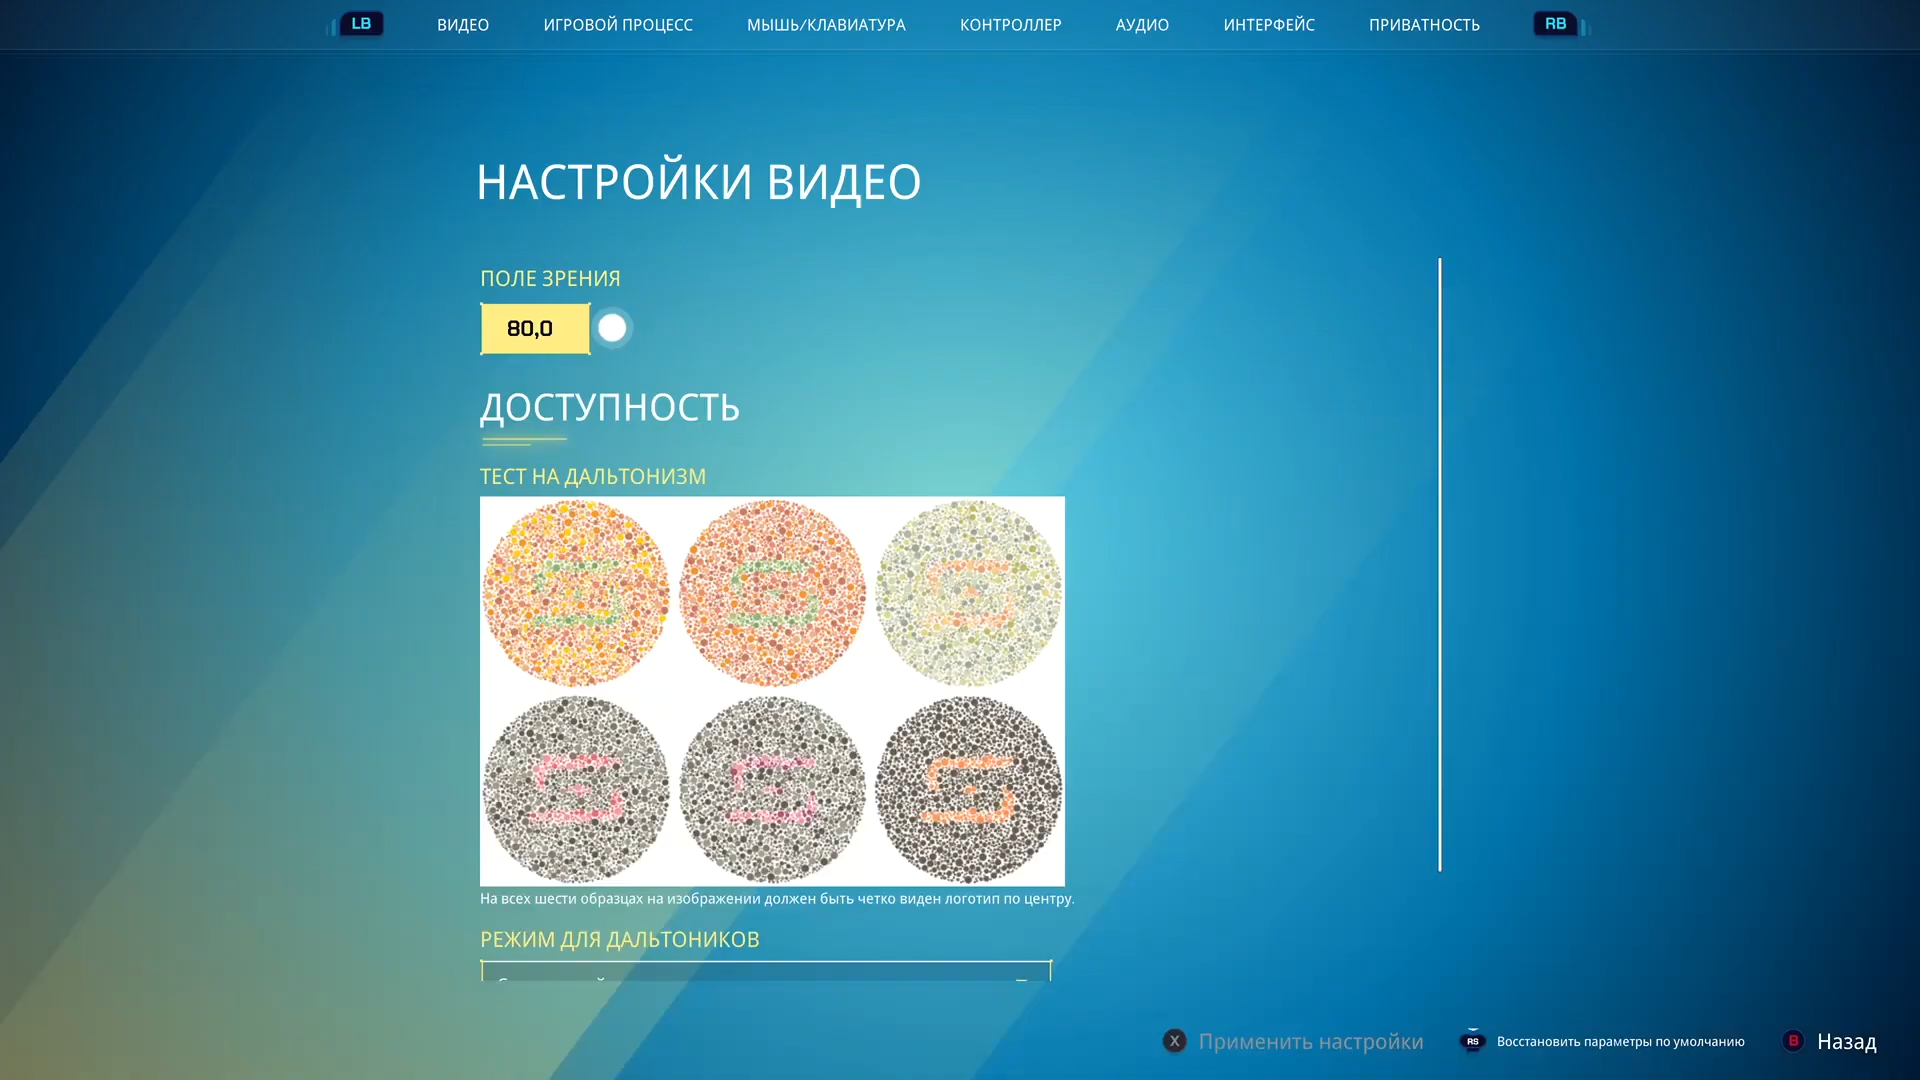 LB
ВИДЕО
ИГРОВОЙ ПРОЦЕСС
МЫШЬ/КЛАВИАТУРА
КОНТРОЛЛЕР
АУДИО
ИНТЕРФЕЙС
ПРИВАТНОСТЬ
RB
НАСТРОЙКИ ВИДЕО
ПОЛЕ ЗРЕНИЯ
80,0
ДОСТУПНОСТЬ
ТЕСТ НА ДАЛЬТОНИЗМ
На всех шести образцах на изображении должен быть четко виден логотип по центру.
РЕЖИМ ДЛЯ ДАЛЬТОНИКОВ
X Применить настройки
RS Восстановить параметры по умолчанию
B Назад